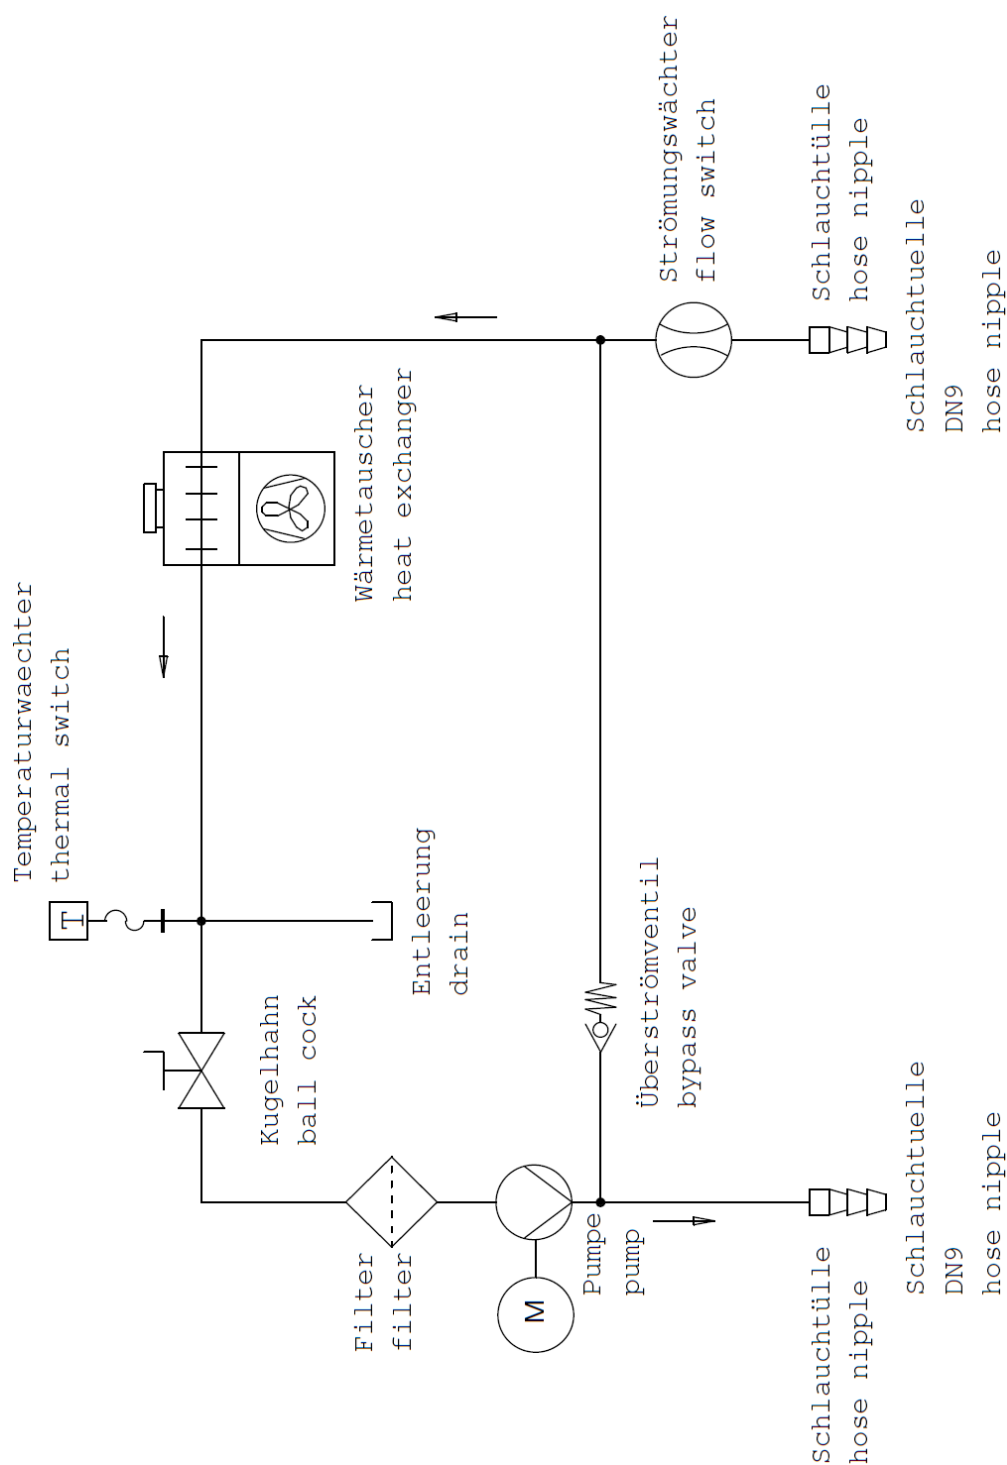 Temperaturwaechter
thermal switch
T
Strömungswächter
flow switch
Schlauchtülle
hose nipple
Schlauchtuelle
DN9
hose nipple
Wärmetauscher
heat exchanger
Entleerung
drain
Kugelhahn
ball cock
Überströmventil
bypass valve
Filter
filter
M
Pumpe
pump
Schlauchtülle
hose nipple
Schlauchtuelle
DN9
hose nipple